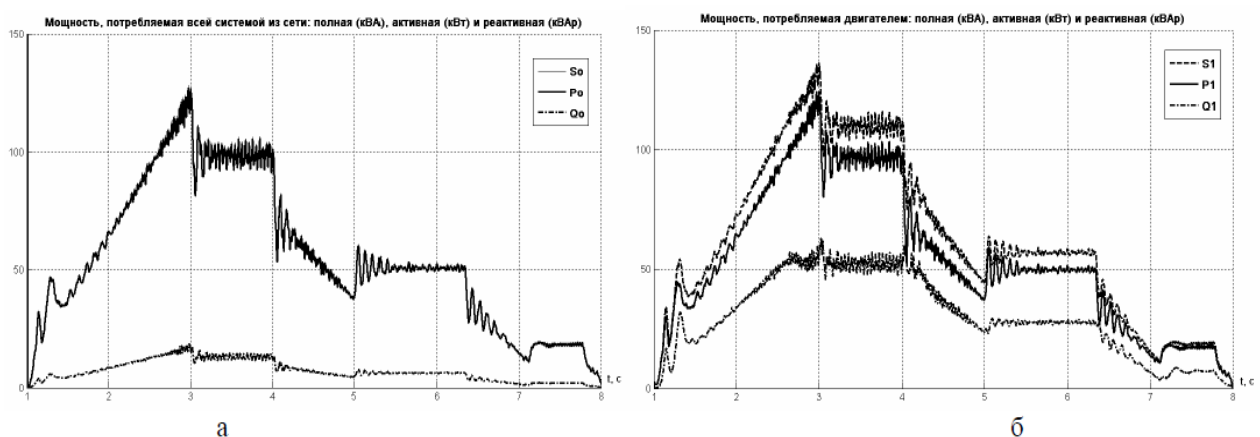 Мощность, потребляемая всей системой из сети: полная (кВА), активная (кВт) и реактивная (кВАр)
150
100
50
0
1 2 3 4 5 6 7 8
t, c
So
Po
Qo
а
Мощность, потребляемая двигателем: полная (кВА), активная (кВт) и реактивная (кВАр)
150
100
50
0
1 2 3 4 5 6 7 8
t, c
S1
P1
Q1
б